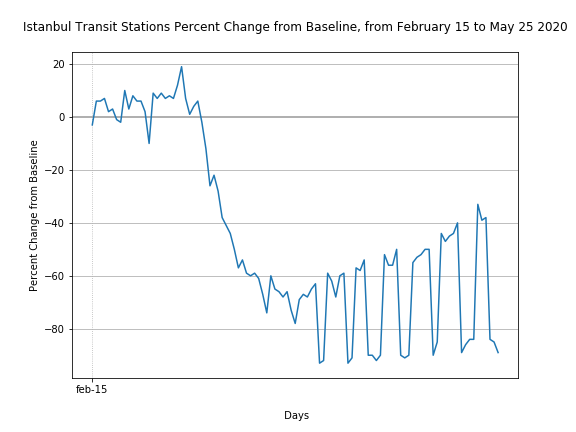 Istanbul Transit Stations Percent Change from Baseline, from February 15 to May 25 2020
Percent Change from Baseline
20
0
−20
−40
−60
−80
feb-15
Days